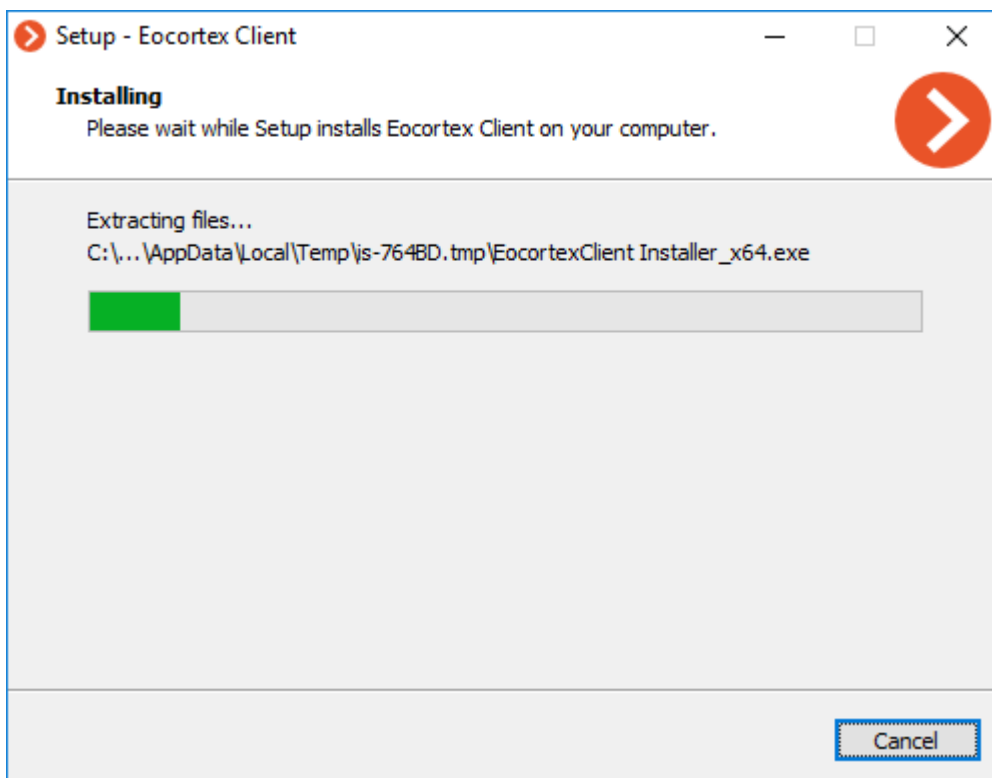 Setup - Eocortex Client
Installing
Please wait while Setup installs Eocortex Client on your computer.
Extracting files...
C:\...\AppData\Local\Temp\is-764BD.tmp\EocortexClient Installer_x64.exe
Cancel